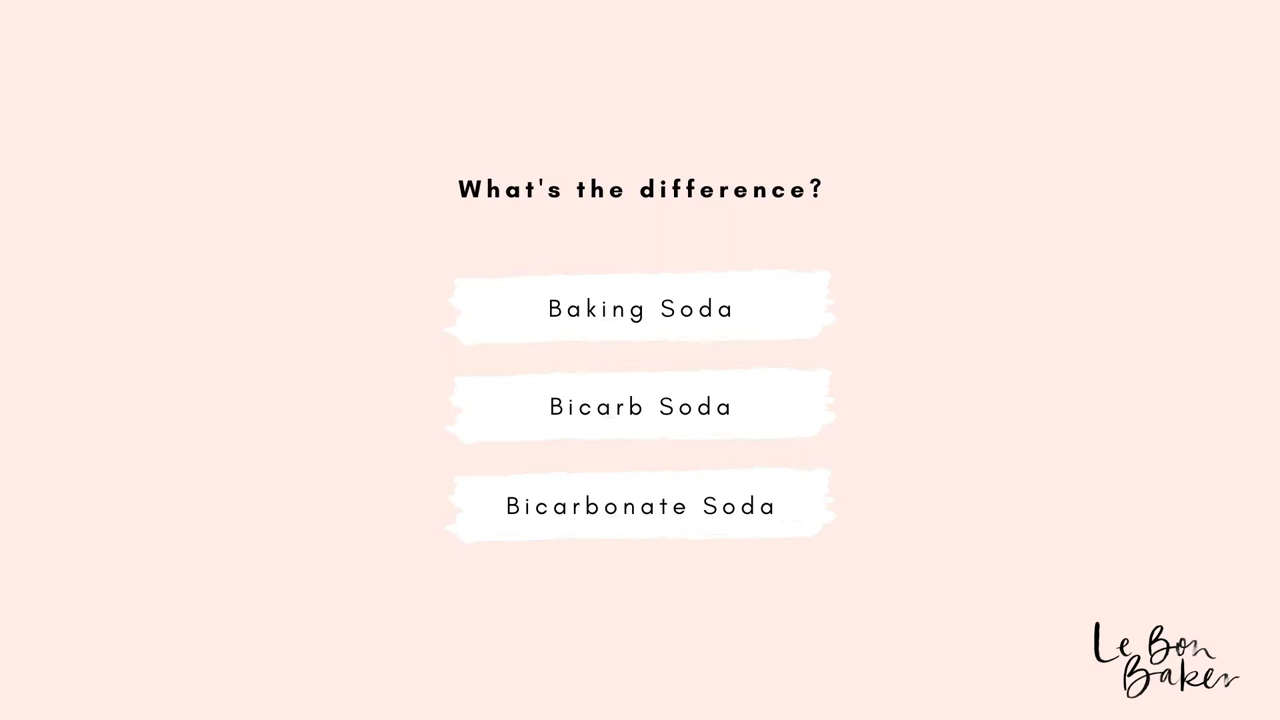 What's the difference?
Baking Soda
Bicarb Soda
Bicarbonate Soda
Le Bon
Baker